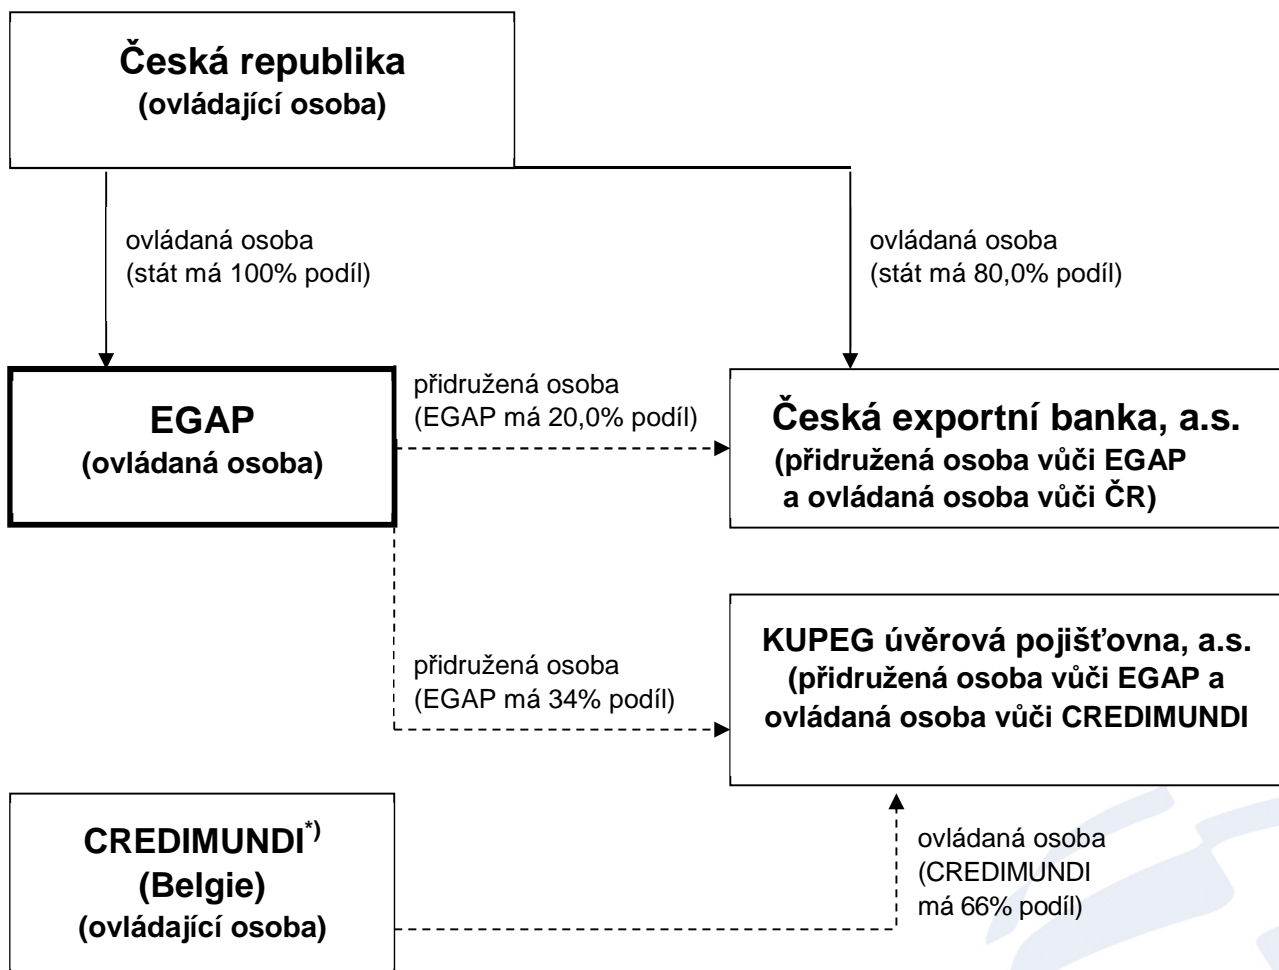 Česká republika
(ovládající osoba)
ovládaná osoba
(stát má 100% podíl)
ovládaná osoba
(stát má 80,0% podíl)
EGAP
(ovládaná osoba)
přidružená osoba
(EGAP má 20,0% podíl)
Česká exportní banka, a.s.
(přidružená osoba vůči EGAP
a ovládaná osoba vůči ČR)
přidružená osoba
(EGAP má 34% podíl)
KUPEG úvěrová pojišťovna, a.s.
(přidružená osoba vůči EGAP a
ovládaná osoba vůči CREDIMUNDI
CREDIMUNDI*)
(Belgie)
(ovládající osoba)
ovládaná osoba
(CREDIMUNDI
má 66% podíl)